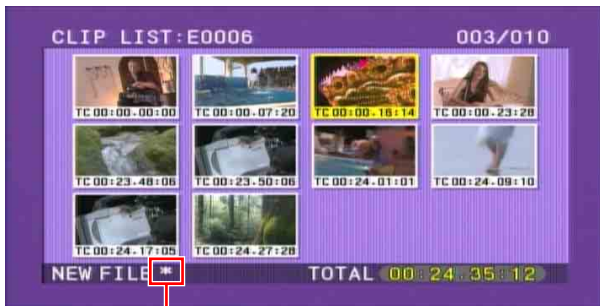 CLIP LIST:E0006 003/010
TC 00:00.00:00 TC 00:00.07:20 TC 00:00.16:14 TC 00:00.23:28
TC 00:23.48:06 TC 00:23.50:06 TC 00:24.01:01 TC 00:24.09:10
TC 00:24.17:05 TC 00:24.27:28
NEW FILE * TOTAL 00:24:35:12